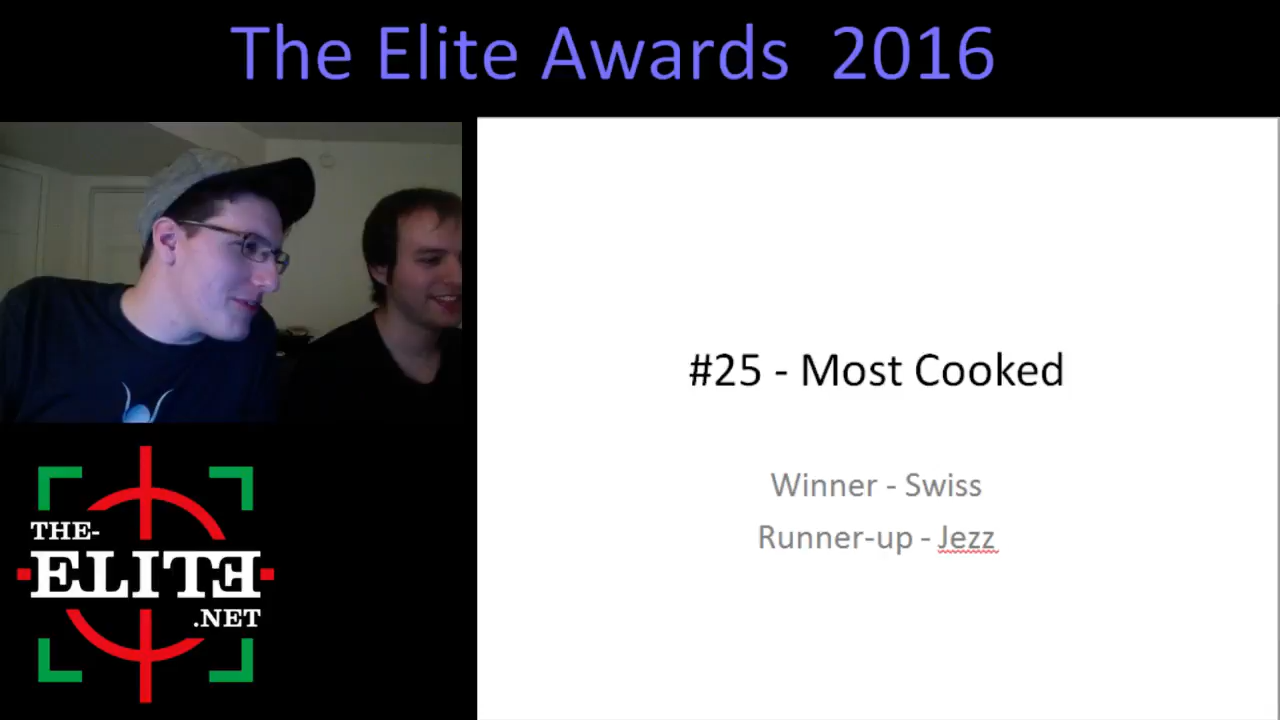 The Elite Awards 2016
#25 - Most Cooked
Winner - Swiss
Runner-up - Jezz
THE-
ELITE
.NET